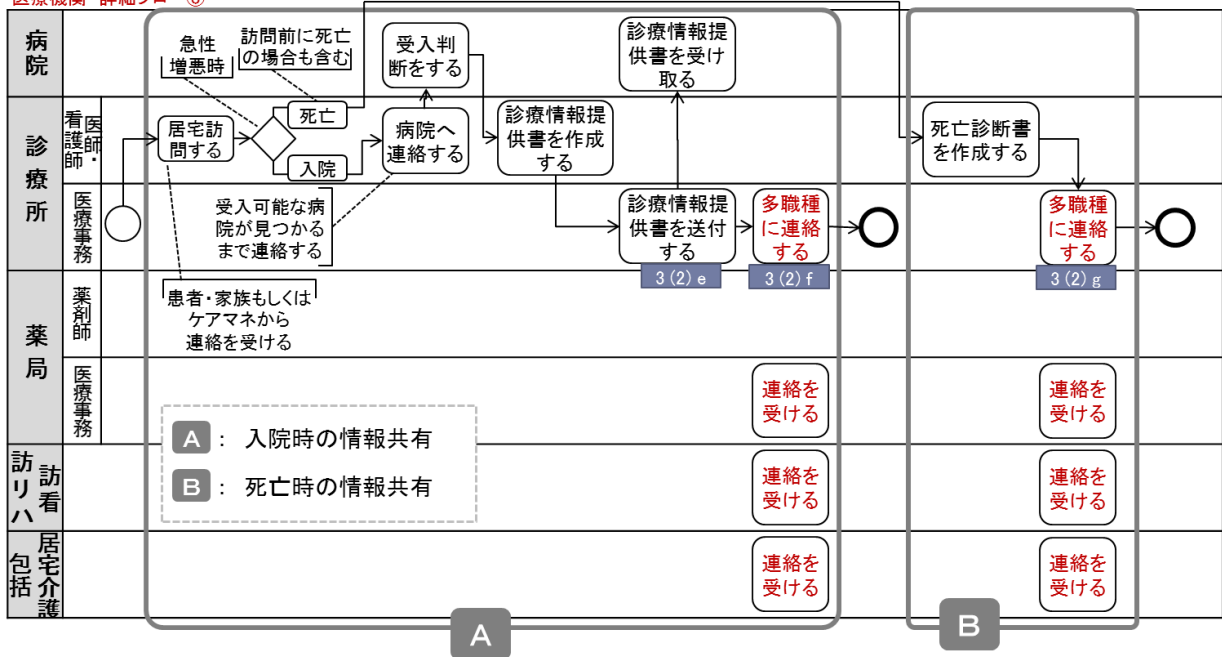 医療機関 詳細フロー ⑧
病院
急性
増悪時
訪問前に死亡
の場合も含む
受入判
断をする
診療情報提
供書を受け
取る
診療所
医師・
看護師
居宅訪
問する
死亡
入院
病院へ
連絡する
診療情報提
供書を作成
する
死亡診断書
を作成する
医療事務
受入可能な病
院が見つかる
まで連絡する
診療情報提
供書を送付
する
3(2)e
多職種
に連絡
する
3(2)f
多職種
に連絡
する
3(2)g
薬局
薬剤師
患者・家族もしくは
ケアマネから
連絡を受ける
医療事務
連絡を
受ける
連絡を
受ける
A : 入院時の情報共有
B : 死亡時の情報共有
訪看
訪リハ
連絡を
受ける
連絡を
受ける
居宅介護
包括
連絡を
受ける
連絡を
受ける
A
B